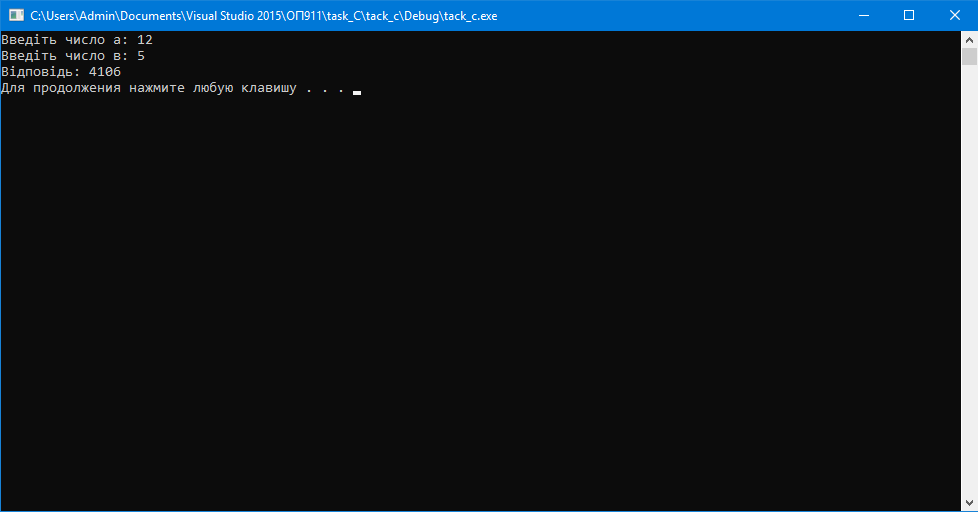 C:\Users\Admin\Documents\Visual Studio 2015\ОП911\task_C\tack_c\Debug\tack_c.exe
Введіть число а: 12
Введіть число в: 5
Відповідь: 4106
Для продолжения нажмите любую клавишу . . .